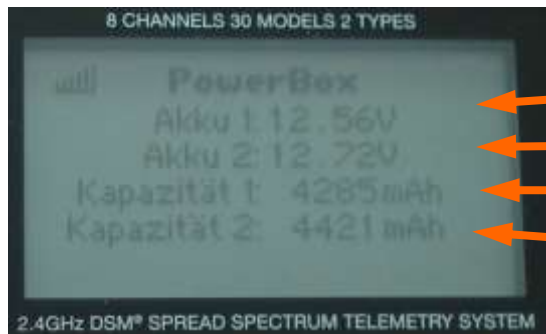 8 CHANNELS 30 MODELS 2 TYPES
PowerBox
Akku 1: 12.56V
Akku 2: 12.72V
Kapazität 1: 4285mAh
Kapazität 2: 4421mAh
2.4GHz DSM® SPREAD SPECTRUM TELEMETRY SYSTEM